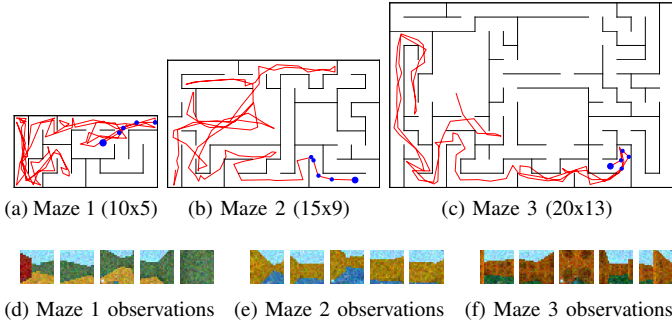 (a) Maze 1 (10x5)
(b) Maze 2 (15x9)
(c) Maze 3 (20x13)
(d) Maze 1 observations
(e) Maze 2 observations
(f) Maze 3 observations